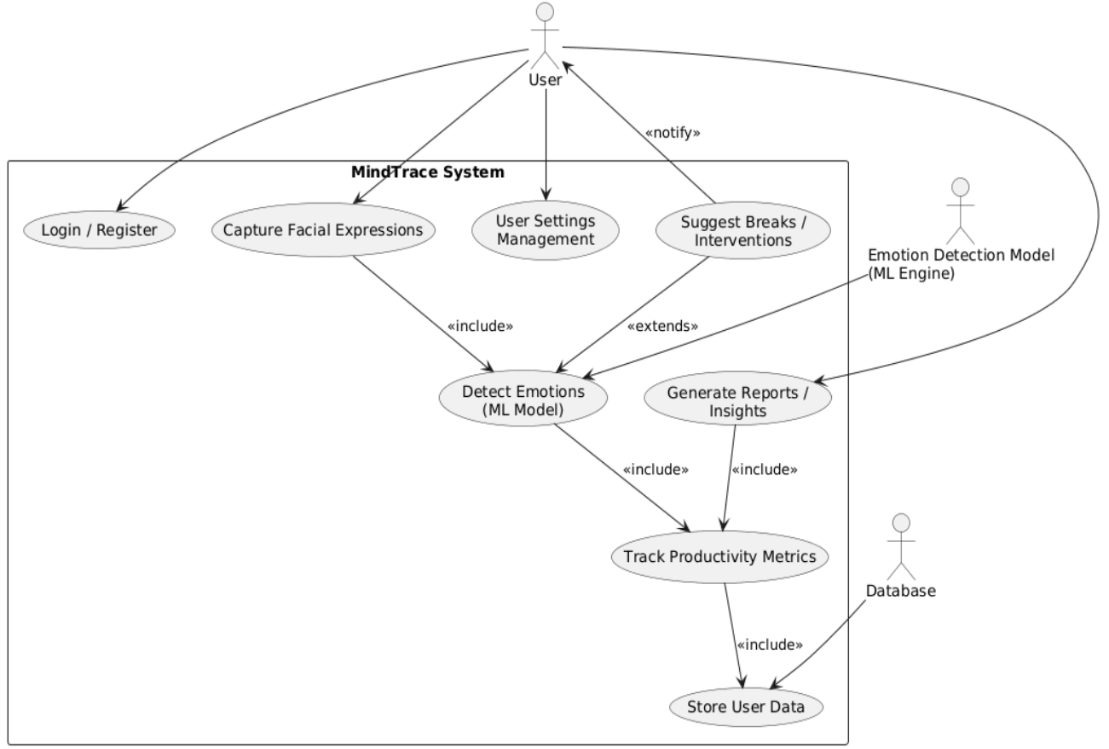 User
«notify»
MindTrace System
Login / Register
Capture Facial Expressions
User Settings
Management
Suggest Breaks /
Interventions
Emotion Detection Model
(ML Engine)
«include»
«extends»
Detect Emotions
(ML Model)
Generate Reports /
Insights
«include»
«include»
Track Productivity Metrics
Database
«include»
Store User Data